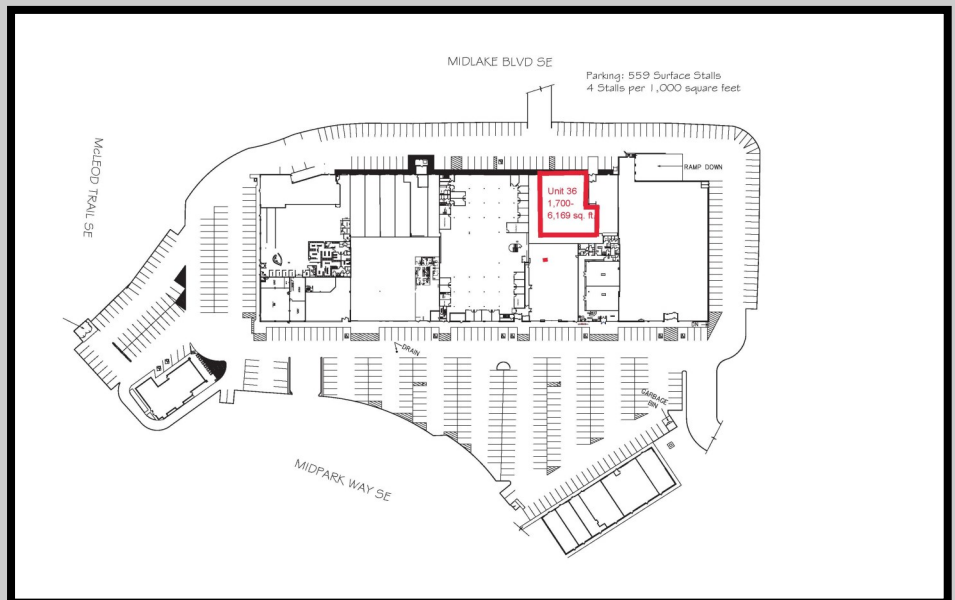 MIDLAKE BLVD SE
Parking: 559 Surface Stalls
4 Stalls per 1,000 square feet
McLEOD TRAIL SE
RAMP DOWN
Unit 36
1,700-
6,169 sq. ft.
DN
DRAIN
GARBAGE
BIN
MIDPARK WAY SE